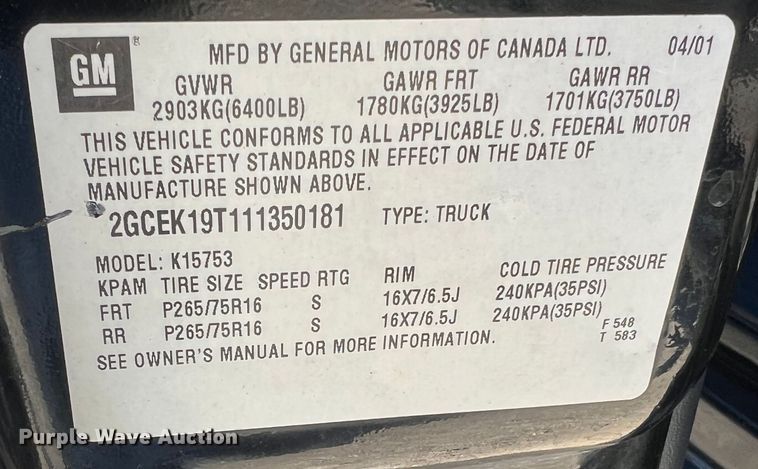 GM ® MFD BY GENERAL MOTORS OF CANADA LTD. 04/01
GVWR GAWR FRT GAWR RR
2903KG(6400LB) 1780KG(3925LB) 1701KG(3750LB)
THIS VEHICLE CONFORMS TO ALL APPLICABLE U.S. FEDERAL MOTOR
VEHICLE SAFETY STANDARDS IN EFFECT ON THE DATE OF
MANUFACTURE SHOWN ABOVE.
2GCEK19T111350181 TYPE: TRUCK
MODEL: K15753
KPAM TIRE SIZE SPEED RTG RIM COLD TIRE PRESSURE
FRT P265/75R16 S 16X7/6.5J 240KPA(35PSI)
RR P265/75R16 S 16X7/6.5J 240KPA(35PSI)
SEE OWNER'S MANUAL FOR MORE INFORMATION.
F 548
T 583
Purple Wave Auction